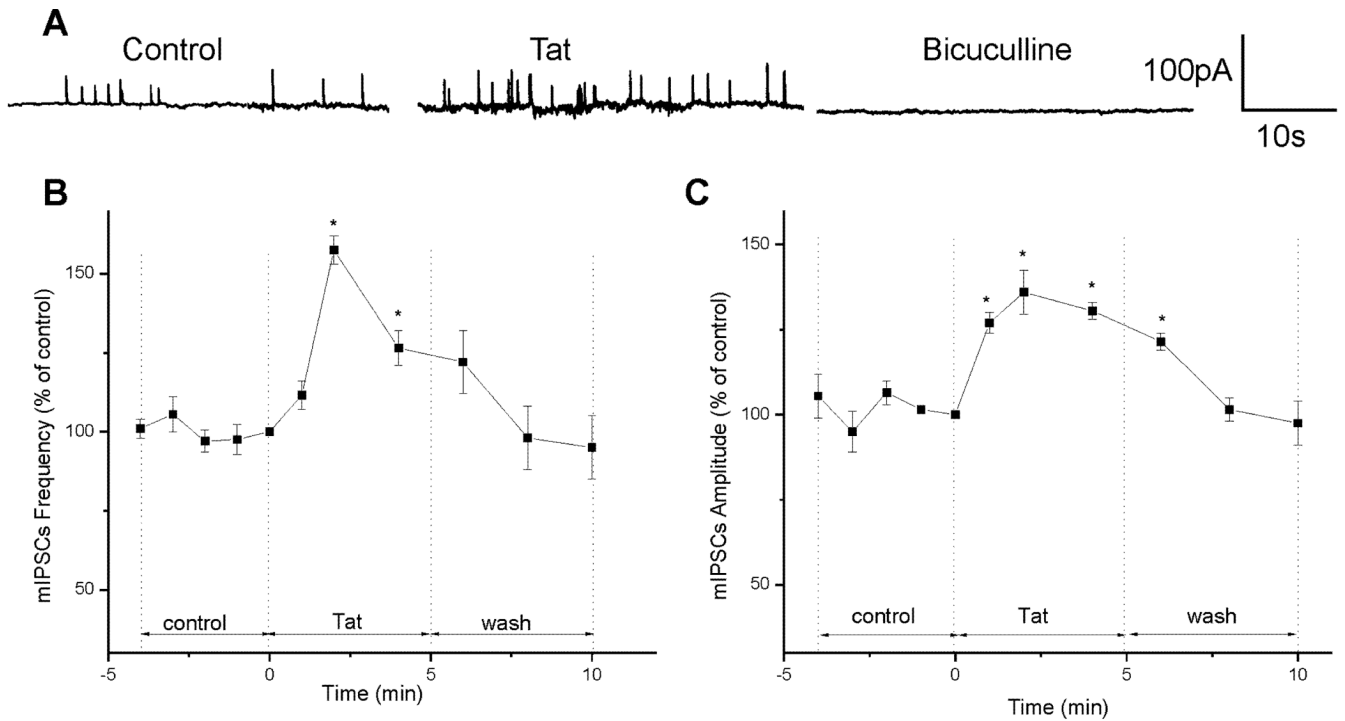 A
Control
Tat
Bicuculline
100pA
10s
B
mIPSCs Frequency (% of control)
150
100
50
*
*
control
Tat
wash
-5
0
5
10
Time (min)
C
mIPSCs Amplitude (% of control)
150
100
50
*
*
*
*
control
Tat
wash
-5
0
5
10
Time (min)